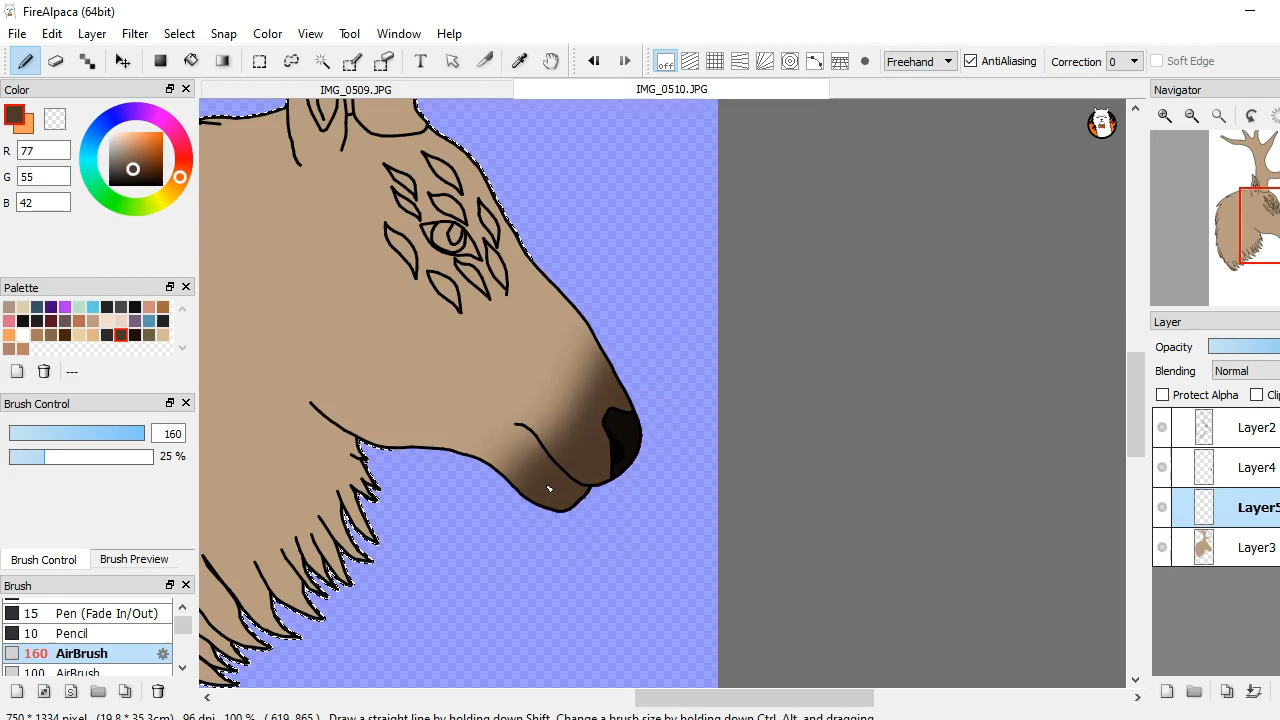 FireAlpaca (64bit)
File Edit Layer Filter Select Snap Color View Tool Window Help
off Freehand AntiAliasing Correction 0 Soft Edge
Color
IMG_0509.JPG IMG_0510.JPG
Navigator
R 77
G 55
B 42
Palette
---
Brush Control
160
25 %
Brush Control Brush Preview
Brush
15 Pen (Fade In/Out)
10 Pencil
160 AirBrush
100 AirBrush
Layer
Opacity
Blending Normal
Protect Alpha Clip
Layer2
Layer4
Layer5
Layer3
750 * 1334 pixel (19.8 * 35.3cm) 96 dpi 100 % ( 619, 865 ) Draw a straight line by holding down Shift, Change a brush size by holding down Ctrl, Alt, and dragging